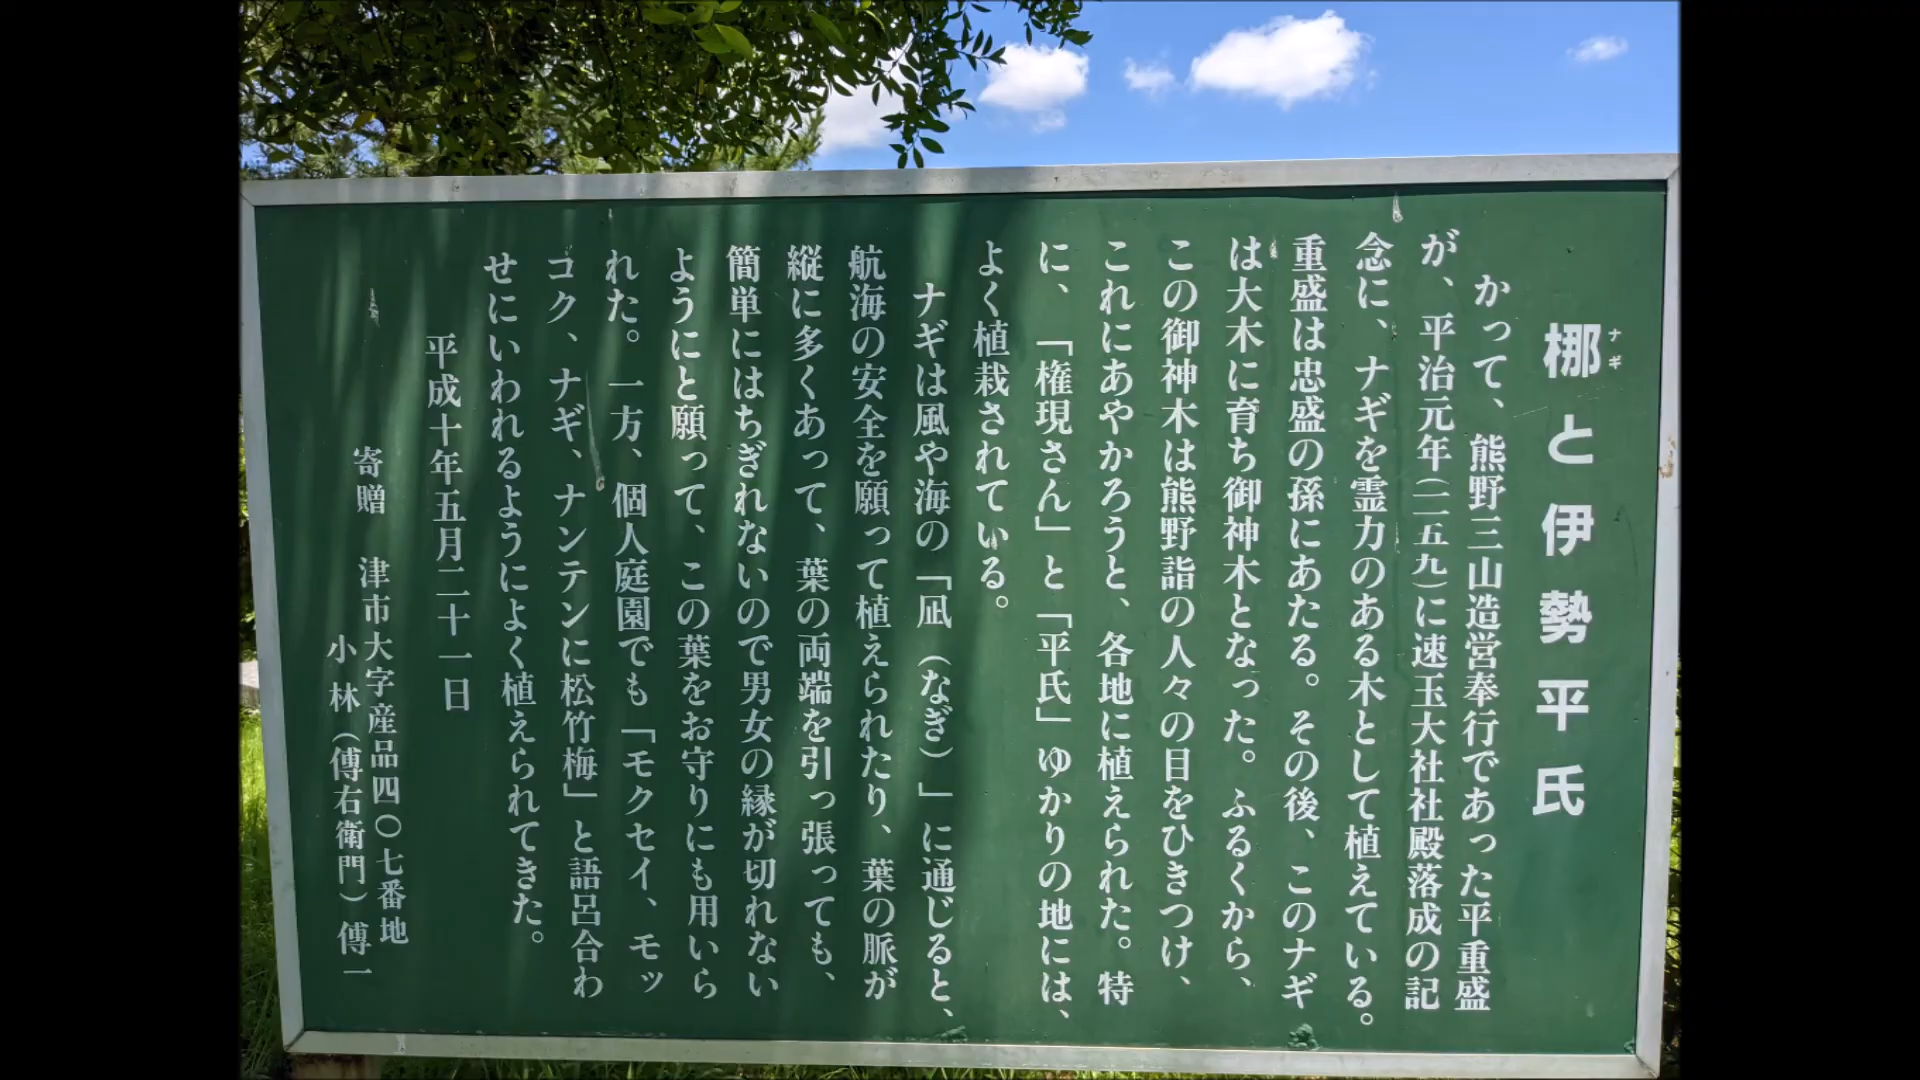 梛と伊勢平氏
ナギ
かって、熊野三山造営奉行であった平重盛
が、平治元年(一一五九)に速玉大社社殿落成の記
念に、ナギを霊力のある木として植えている。
重盛は忠盛の孫にあたる。その後、このナギ
は大木に育ち御神木となった。ふるくから、
この御神木は熊野詣の人々の目をひきつけ、
これにあやかろうと、各地に植えられた。特
に、「権現さん」と「平氏」ゆかりの地には、
よく植栽されている。
ナギは風や海の「凪(なぎ)」に通じると、
航海の安全を願って植えられたり、葉の脈が
縦に多くあって、葉の両端を引っ張っても、
簡単にはちぎれないので男女の縁が切れない
ようにと願って、この葉をお守りにも用いら
れた。一方、個人庭園でも「モクセイ、モッ
コク、ナギ、ナンテンに松竹梅」と語呂合わ
せにいわれるようによく植えられてきた。
平成十年五月二十一日
寄贈 津市大字産品四〇七番地
小林(傳右衛門)傳一